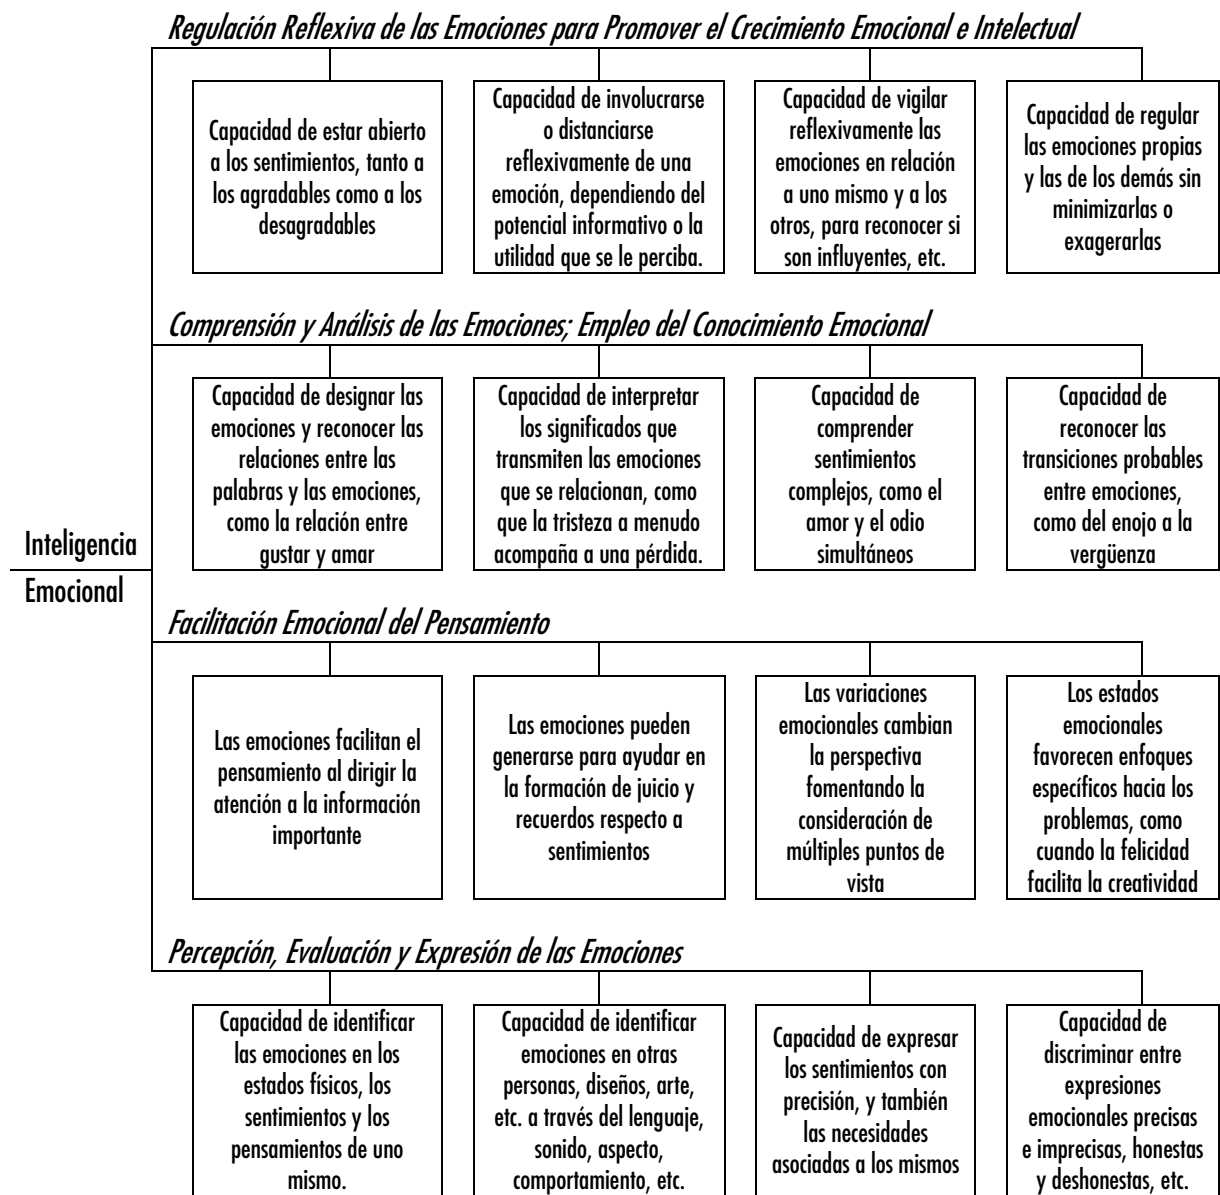 Regulación Reflexiva de las Emociones para Promover el Crecimiento Emocional e Intelectual
Capacidad de estar abierto
a los sentimientos, tanto a
los agradables como a los
desagradables
Capacidad de involucrarse
o distanciarse
reflexivamente de una
emoción, dependiendo del
potencial informativo o la
utilidad que se le perciba.
Capacidad de vigilar
reflexivamente las
emociones en relación
a uno mismo y a los
otros, para reconocer si
son influyentes, etc.
Capacidad de regular
las emociones propias
y las de los demás sin
minimizarlas o
exagerarlas
Comprensión y Análisis de las Emociones; Empleo del Conocimiento Emocional
Capacidad de designar las
emociones y reconocer las
relaciones entre las
palabras y las emociones,
como la relación entre
gustar y amar
Capacidad de interpretar
los significados que
transmiten las emociones
que se relacionan, como
que la tristeza a menudo
acompaña a una pérdida.
Capacidad de
comprender
sentimientos
complejos, como el
amor y el odio
simultáneos
Capacidad de
reconocer las
transiciones probables
entre emociones,
como del enojo a la
vergüenza
Inteligencia
Emocional
Facilitación Emocional del Pensamiento
Las emociones facilitan el
pensamiento al dirigir la
atención a la información
importante
Las emociones pueden
generarse para ayudar en
la formación de juicio y
recuerdos respecto a
sentimientos
Las variaciones
emocionales cambian
la perspectiva
fomentando la
consideración de
múltiples puntos de
vista
Los estados
emocionales
favorecen enfoques
específicos hacia los
problemas, como
cuando la felicidad
facilita la creatividad
Percepción, Evaluación y Expresión de las Emociones
Capacidad de identificar
las emociones en los
estados físicos, los
sentimientos y los
pensamientos de uno
mismo.
Capacidad de identificar
emociones en otras
personas, diseños, arte,
etc. a través del lenguaje,
sonido, aspecto,
comportamiento, etc.
Capacidad de expresar
los sentimientos con
precisión, y también
las necesidades
asociadas a los mismos
Capacidad de
discriminar entre
expresiones
emocionales precisas
e imprecisas, honestas
y deshonestas, etc.